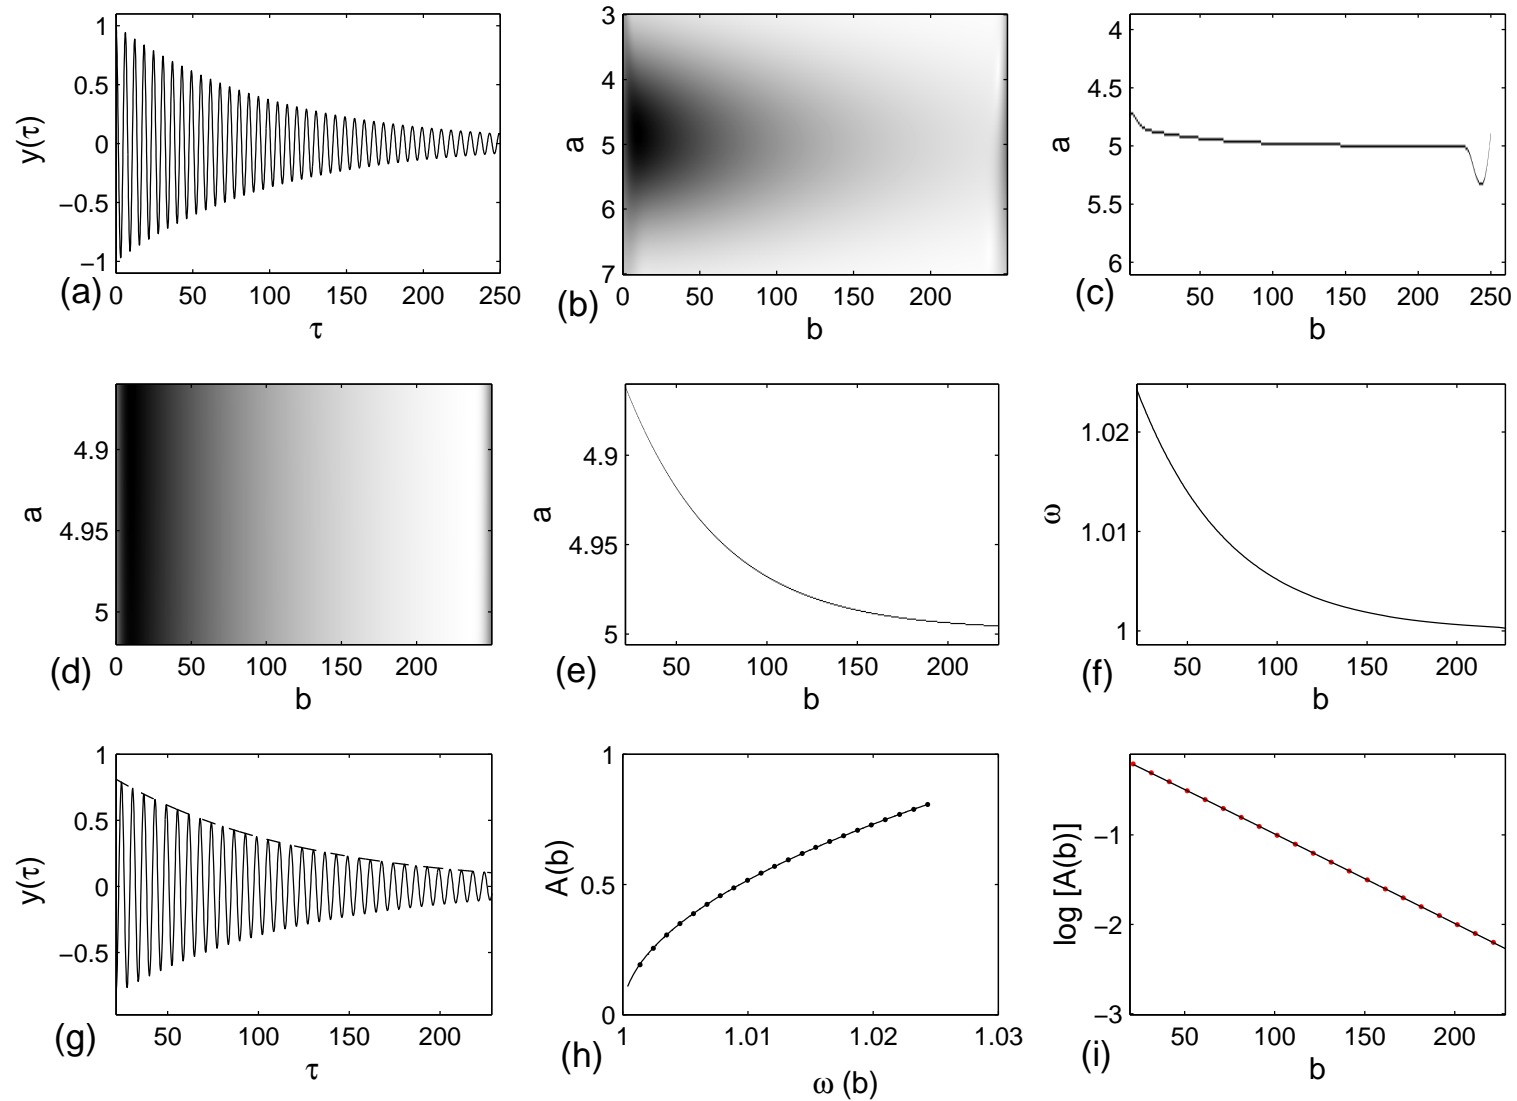 1
0.5
0
−0.5
−1
y(τ)
(a)
0 50 100 150 200 250
τ
3
4
5
6
7
a
(b)
0 50 100 150 200
b
4
4.5
5
5.5
6
a
(c)
50 100 150 200 250
b
4.9
4.95
5
a
(d)
0 50 100 150 200
b
4.9
4.95
5
a
(e)
50 100 150 200
b
1.02
1.01
1
ω
(f)
50 100 150 200
b
1
0.5
0
−0.5
y(τ)
(g)
50 100 150 200
τ
1
0.5
0
A(b)
(h)
1 1.01 1.02 1.03
ω (b)
−1
−2
−3
log [A(b)]
(i)
50 100 150 200
b